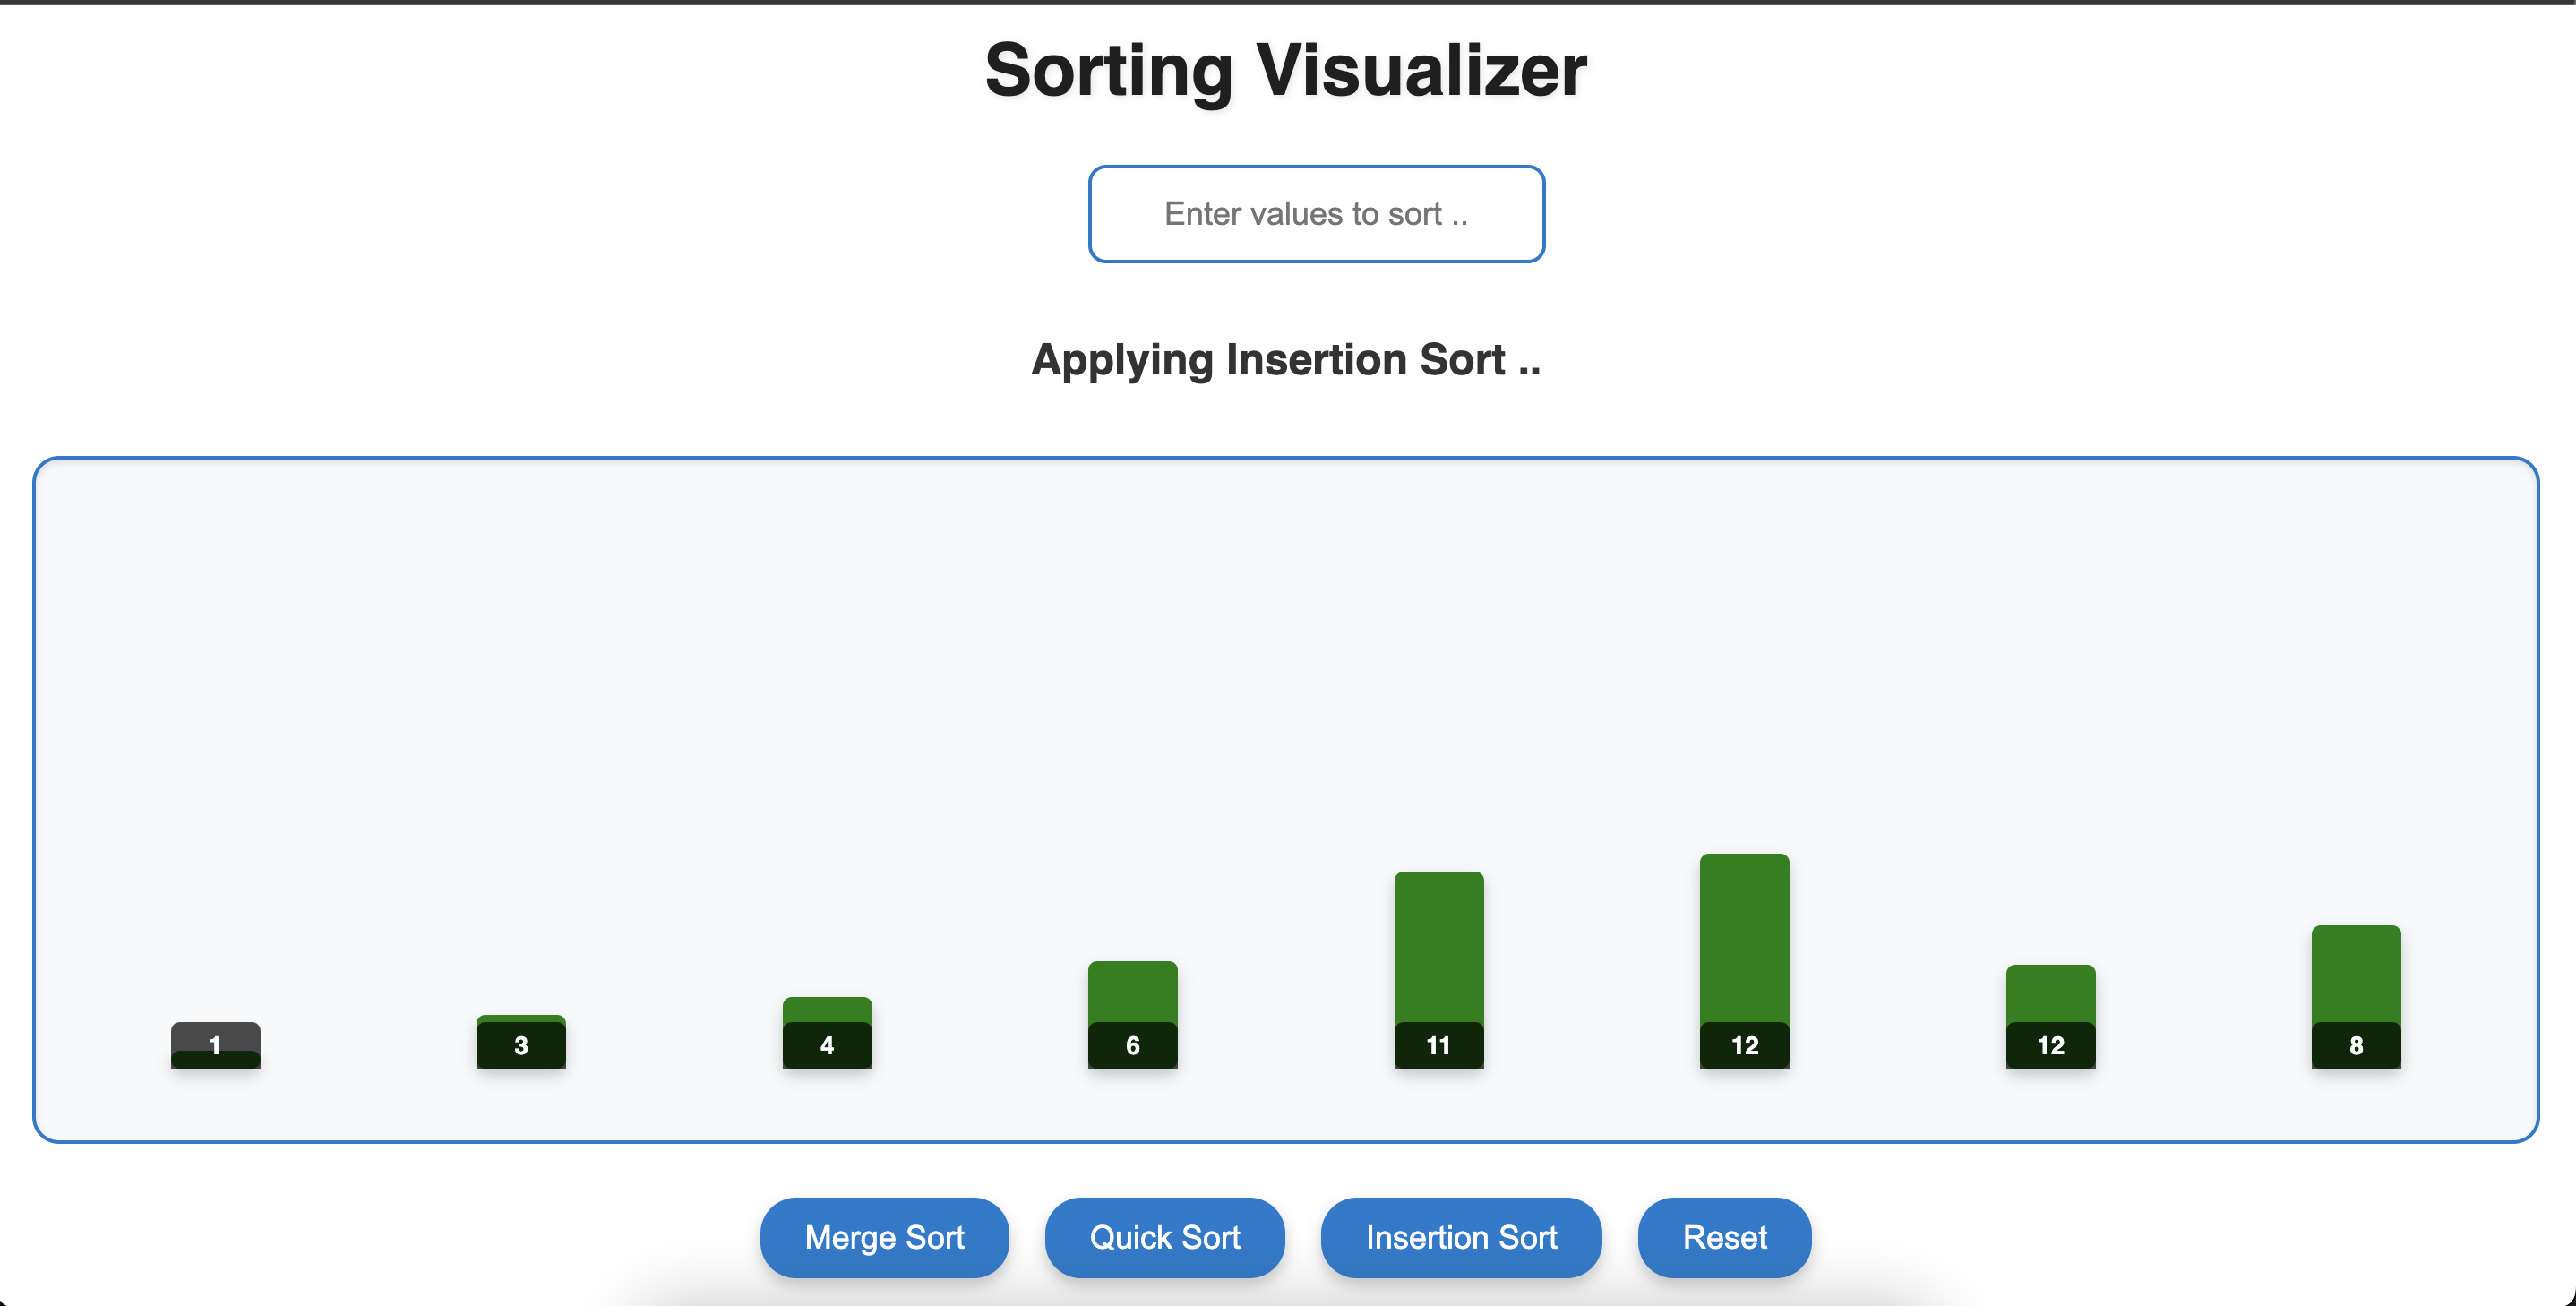 Sorting Visualizer
Enter values to sort ..
Applying Insertion Sort ..
1 3 4 6 11 12 12 8
Merge Sort Quick Sort Insertion Sort Reset